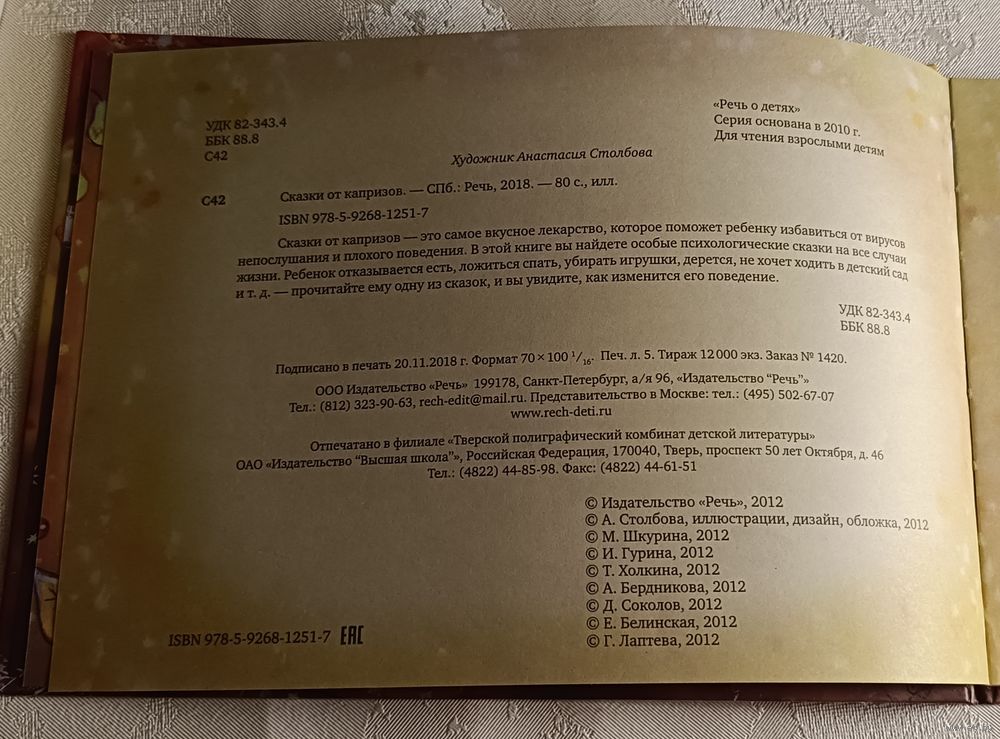 «Речь о детях»
Серия основана в 2010 г.
Для чтения взрослыми детям
УДК 82-343.4
ББК 88.8
С42
Художник Анастасия Столбова
С42
Сказки от капризов. — СПб.: Речь, 2018. — 80 с., илл.
ISBN 978-5-9268-1251-7
Сказки от капризов — это самое вкусное лекарство, которое поможет ребенку избавиться от вирусов
непослушания и плохого поведения. В этой книге вы найдете особые психологические сказки на все случаи
жизни. Ребенок отказывается есть, ложиться спать, убирать игрушки, дерется, не хочет ходить в детский сад
и т. д. — прочитайте ему одну из сказок, и вы увидите, как изменится его поведение.
УДК 82-343.4
ББК 88.8
Подписано в печать 20.11.2018 г. Формат 70 × 100 1/16. Печ. л. 5. Тираж 12 000 экз. Заказ № 1420.
ООО Издательство «Речь» 199178, Санкт-Петербург, а/я 96, «Издательство "Речь"»
Тел.: (812) 323-90-63, rech-edit@mail.ru. Представительство в Москве: тел.: (495) 502-67-07
www.rech-deti.ru
Отпечатано в филиале «Тверской полиграфический комбинат детской литературы»
ОАО «Издательство "Высшая школа"», Российская Федерация, 170040, Тверь, проспект 50 лет Октября, д. 46
Тел.: (4822) 44-85-98. Факс: (4822) 44-61-51
© Издательство «Речь», 2012
© А. Столбова, иллюстрации, дизайн, обложка, 2012
© М. Шкурина, 2012
© И. Гурина, 2012
© Т. Холкина, 2012
© А. Бердникова, 2012
© Д. Соколов, 2012
© Е. Белинская, 2012
© Г. Лаптева, 2012
ISBN 978-5-9268-1251-7 EAC